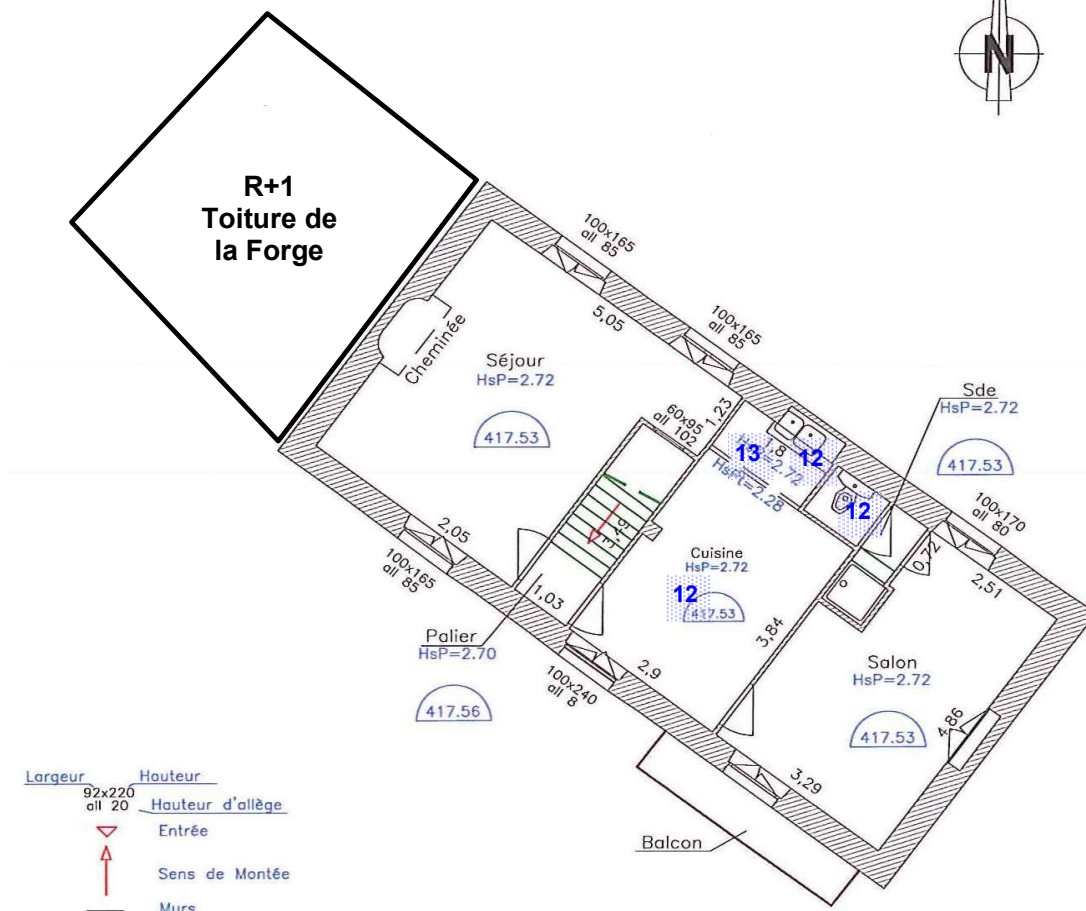 N
R+1
Toiture de
la Forge
100x165
all 85
Cheminée
5,05
100x165
all 85
Séjour
HsP=2.72
417.53
60x95
all 102
1,23
Sde
HsP=2.72
417.53
13
12
HsFt=2.28
12
100x170
all 80
2,05
100x165
all 85
3,49
Cuisine
HsP=2.72
12
417.53
0,72
2,51
1,03
Palier
HsP=2.70
417.56
2,9
100x240
all 8
3,84
Salon
HsP=2.72
417.53
4,86
3,29
Balcon
Largeur
Hauteur
92x220
all 20
Hauteur d'allège
Entrée
Sens de Montée
Murs